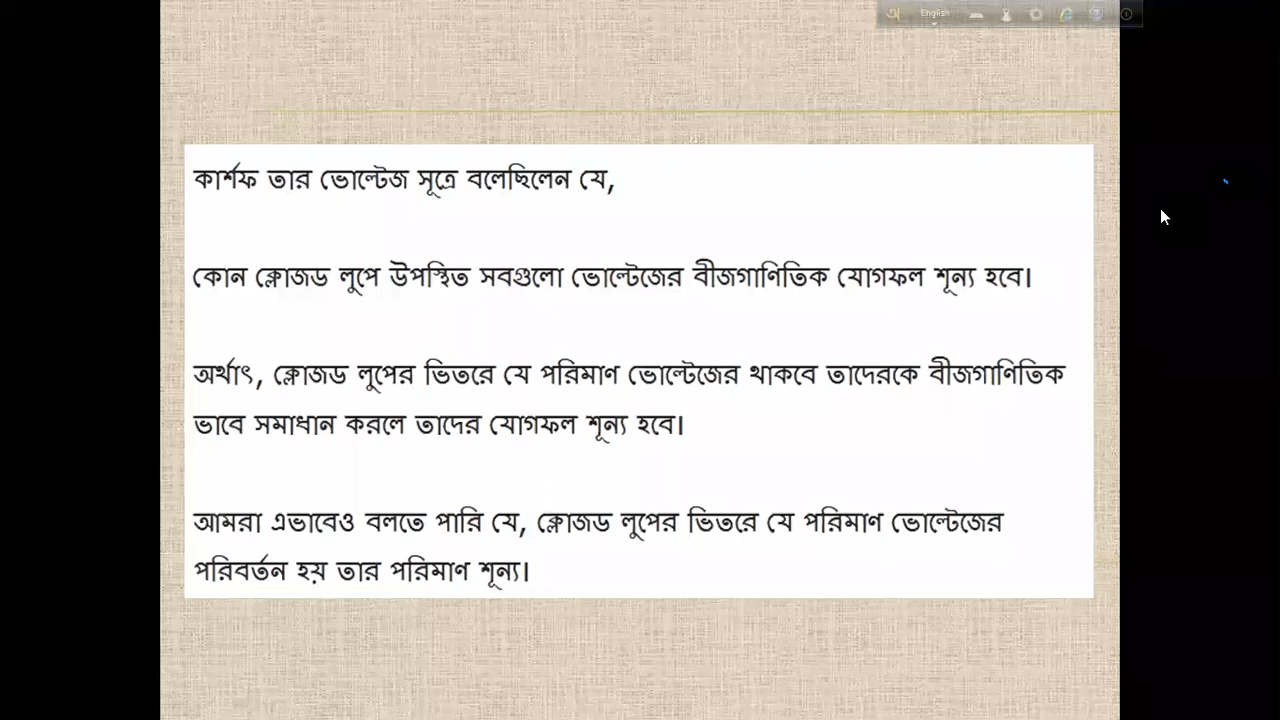 অ English
কার্শফ তার ভোল্টেজ সূত্রে বলেছিলেন যে,
কোন ক্লোজড লুপে উপস্থিত সবগুলো ভোল্টেজের বীজগাণিতিক যোগফল শূন্য হবে।
অর্থাৎ, ক্লোজড লুপের ভিতরে যে পরিমাণ ভোল্টেজের থাকবে তাদেরকে বীজগাণিতিক
ভাবে সমাধান করলে তাদের যোগফল শূন্য হবে।
আমরা এভাবেও বলতে পারি যে, ক্লোজড লুপের ভিতরে যে পরিমাণ ভোল্টেজের
পরিবর্তন হয় তার পরিমাণ শূন্য।